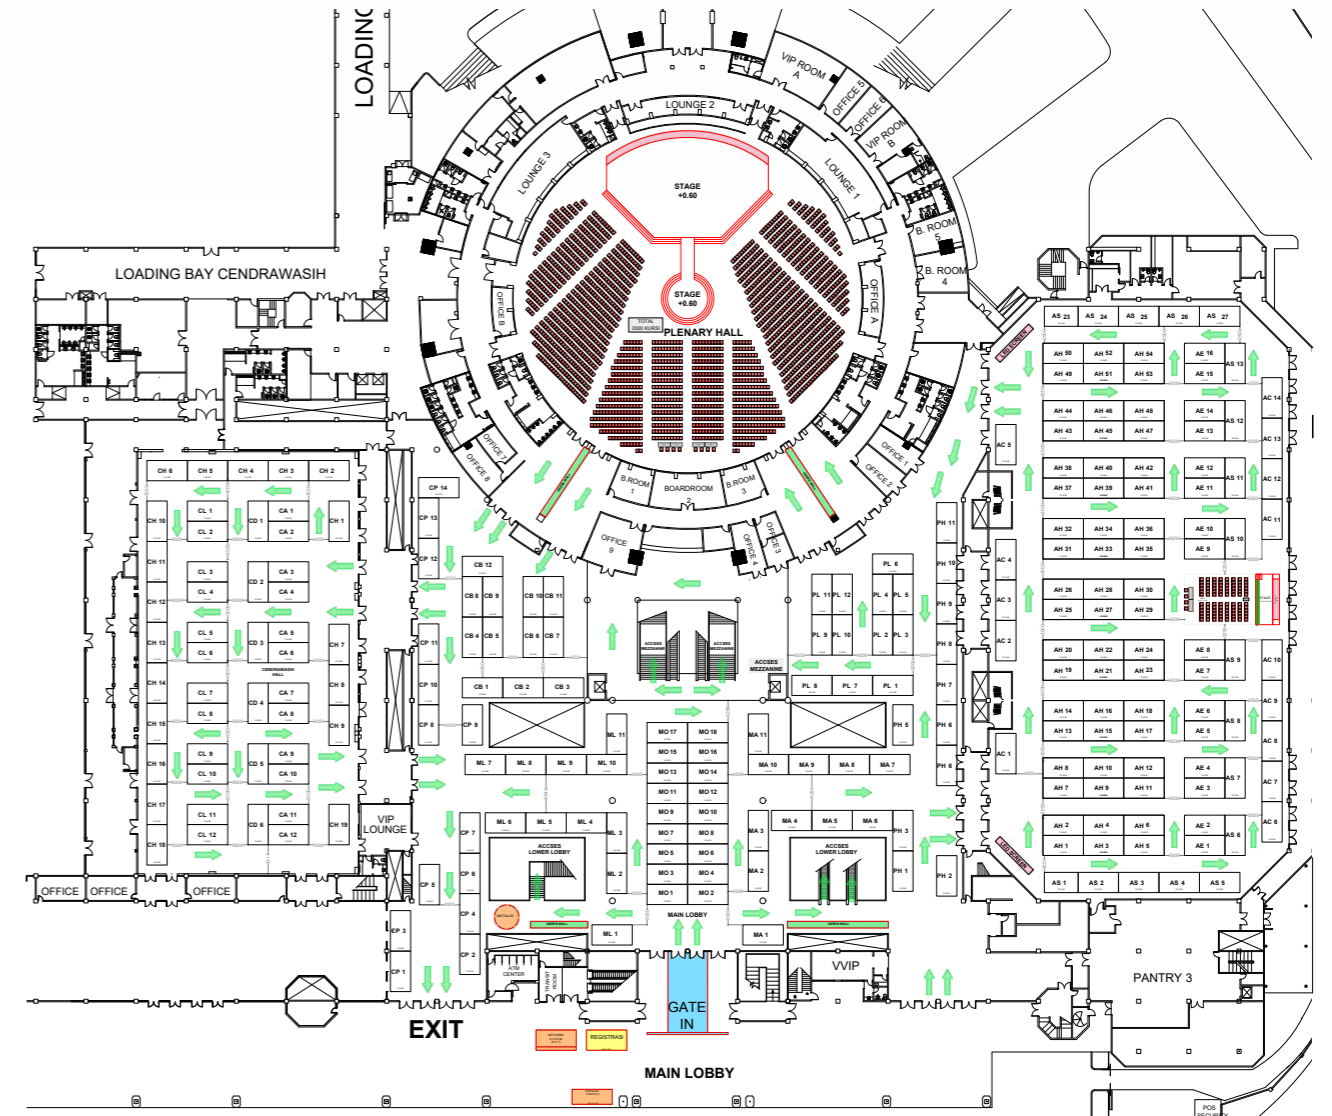 LOADING
VIP ROOM
A
OFFICE 5
OFFICE 6
VIP ROOM
B
LOUNGE 2
LOUNGE 3
LOUNGE 1
STAGE
+0.60
B. ROOM
5
B. ROOM
4
LOADING BAY CENDRAWASIH
OFFICE B
OFFICE A
STAGE
+0.60
TOTAL
2000 KURSI
PLENARY HALL
LED SCREEN
AS 23
AS 24
AS 25
AS 26
AS 27
AH 50
AH 52
AH 54
AE 16
AS 13
AH 49
AH 51
AH 53
AE 15
AC 14
AH 44
AH 46
AH 48
AE 14
AS 12
AH 43
AH 45
AH 47
AE 13
AC 13
AC 5
OFFICE 7
OFFICE 8
OFFICE 1
OFFICE 2
B.ROOM
1
BOARDROOM
2
B.ROOM
3
CH 6
CH 5
CH 4
CH 3
CH 2
AH 38
AH 40
AH 42
AE 12
AS 11
AC 12
AH 37
AH 39
AH 41
AE 11
CP 14
CH 10
CL 1
CD 1
CA 1
CH 1
CL 2
CA 2
CP 13
PH 11
AC 11
AH 32
AH 34
AH 36
AE 10
AS 10
AH 31
AH 33
AH 35
AE 9
OFFICE
9
OFFICE 4
OFFICE 3
CH 11
CL 3
CD 2
CA 3
CL 4
CA 4
CP 12
CB 12
PL 6
PH 10
AC 4
CB 8
CB 9
CB 10
CB 11
PL 11
PL 12
PL 4
PL 5
PH 9
AC 3
AH 26
AH 28
AH 30
AH 25
AH 27
AH 29
STAGE
CH 12
CH 13
CL 5
CD 3
CA 5
CH 7
CL 6
CA 6
CENDRAWASIH
HALL
CP 11
CB 4
CB 5
CB 6
CB 7
ACCSES
MEZZANINE
ACCSES
MEZZANINE
ACCSES
MEZZANINE
PL 9
PL 10
PL 2
PL 3
PH 8
AC 2
AH 20
AH 22
AH 24
AE 8
AS 9
AC 10
AH 19
AH 21
AH 23
AE 7
CH 14
CL 7
CD 4
CA 7
CH 8
CL 8
CA 8
CP 10
CB 1
CB 2
CB 3
PL 8
PL 7
PL 1
PH 7
AH 14
AH 16
AH 18
AE 6
AS 8
AC 9
AH 13
AH 15
AH 17
AE 5
CH 15
CH 9
CP 8
CP 9
ML 11
MO 17
MO 18
MA 11
PH 5
PH 6
AC 1
AC 8
CH 16
CL 9
CD 5
CA 9
CL 10
CA 10
ML 7
ML 8
ML 9
ML 10
MO 15
MO 16
MO 13
MO 14
MA 10
MA 9
MA 8
MA 7
PH 6
AH 8
AH 10
AH 12
AE 4
AS 7
AC 7
AH 7
AH 9
AH 11
AE 3
CH 17
CL 11
CD 6
CA 11
CH 19
CL 12
CA 12
VIP
LOUNGE
CP 7
ML 6
ML 5
ML 4
ML 3
MO 11
MO 12
MO 9
MO 10
MO 7
MO 8
MA 3
MA 4
MA 5
MA 6
PH 3
AH 2
AH 4
AH 6
AE 2
AS 6
AC 6
AH 1
AH 3
AH 5
AE 1
CH 18
ACCSES
LOWER LOBBY
ACCSES
LOWER LOBBY
LED SCREEN
CP 5
CP 6
ML 2
MO 5
MO 6
MO 3
MO 4
MO 1
MO 2
MA 2
PH 1
PH 2
AS 1
AS 2
AS 3
AS 4
AS 5
OFFICE
OFFICE
OFFICE
CP 3
CP 4
MAIN LOBBY
ML 1
MA 1
CP 1
CP 2
ATM
CENTER
TRANSIT
ROOM
VVIP
PANTRY 3
GATE
IN
EXIT
REGISTRASI
MAIN LOBBY
POS
SECURITY